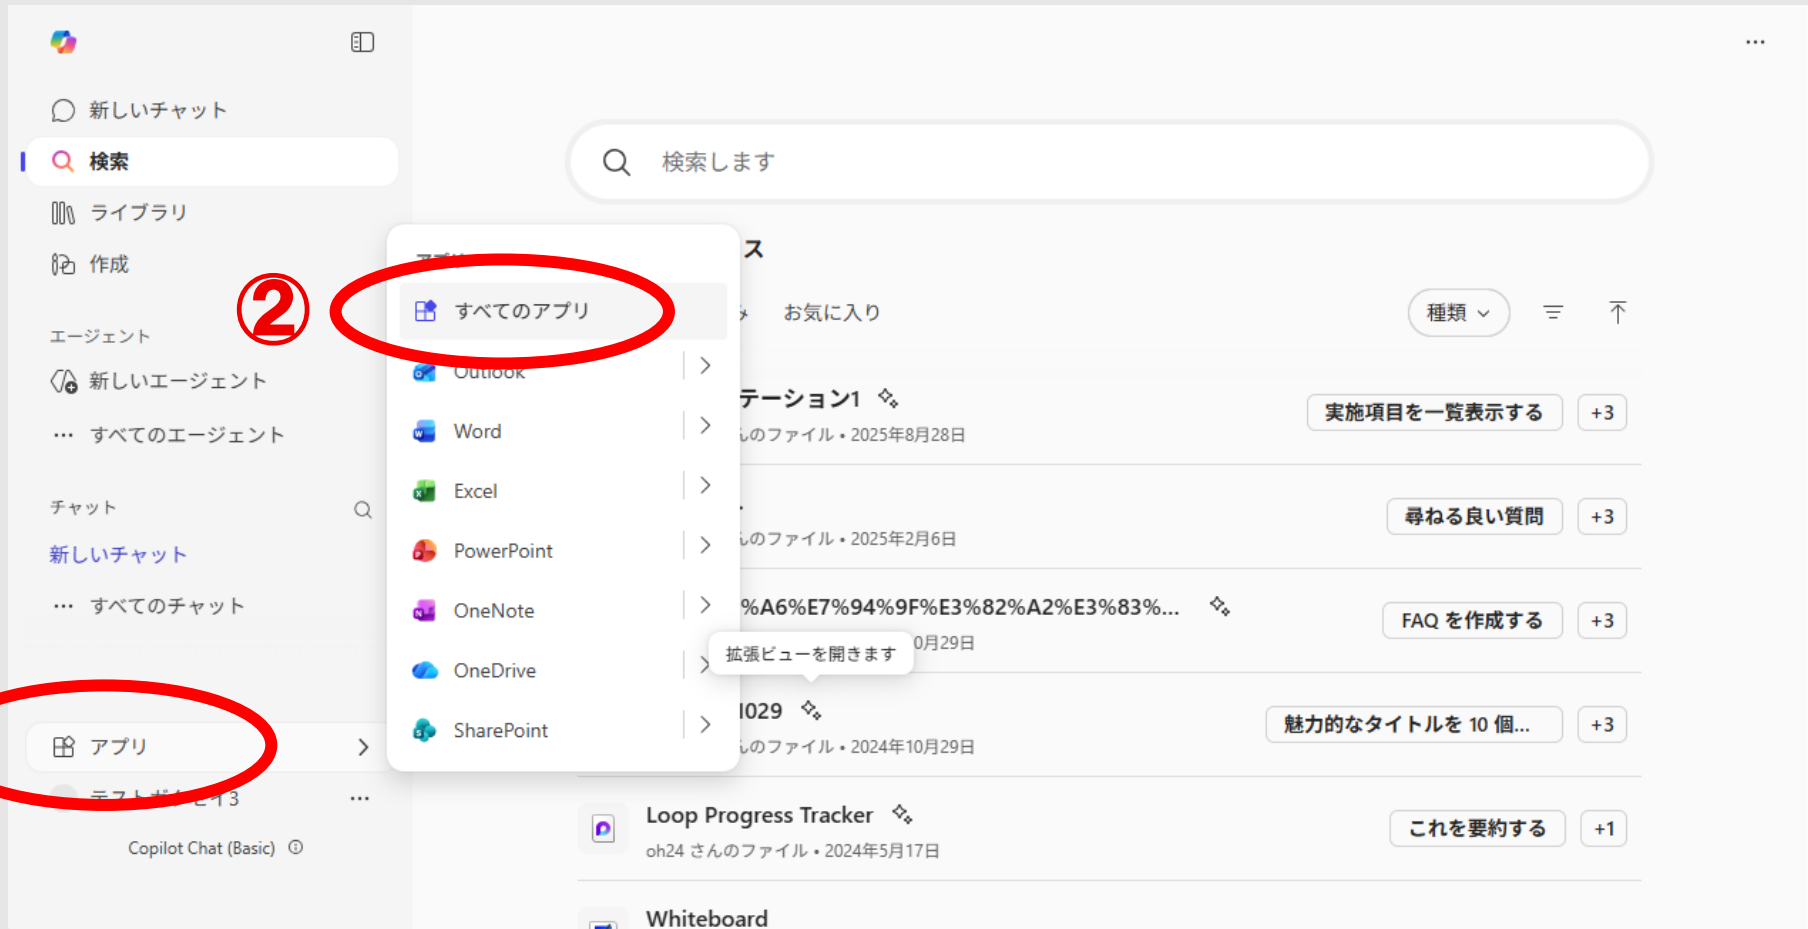 新しいチャット
検索
ライブラリ
作成
エージェント
新しいエージェント
すべてのエージェント
チャット
新しいチャット
すべてのチャット
アプリ
3
Copilot Chat (Basic)
②
すべてのアプリ
Outlook
Word
Excel
PowerPoint
OneNote
OneDrive
SharePoint
検索します
ス
お気に入り
種類
テーション1
んのファイル • 2025年8月28日
実施項目を一覧表示する
+3
んのファイル • 2025年2月6日
尋ねる良い質問
+3
%A6%E7%94%9F%E3%82%A2%E3%83%...
0月29日
FAQ を作成する
+3
拡張ビューを開きます
1029
んのファイル • 2024年10月29日
魅力的なタイトルを 10 個...
+3
Loop Progress Tracker
oh24 さんのファイル • 2024年5月17日
これを要約する
+1
Whiteboard